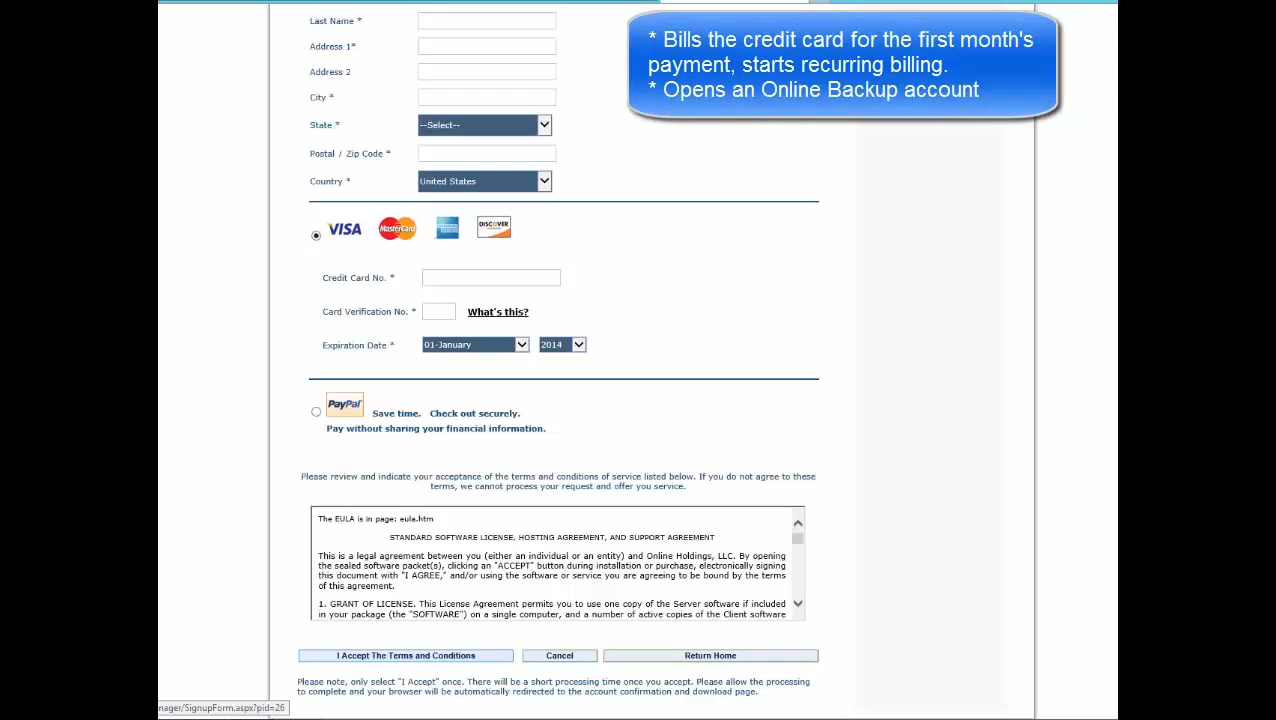 Last Name *
* Bills the credit card for the first month's
payment, starts recurring billing.
* Opens an Online Backup account
Address 1*
Address 2
City *
State *
--Select--
Postal / Zip Code *
Country *
United States
VISA
MasterCard
AMERICAN EXPRESS
DISCOVER
Credit Card No. *
Card Verification No. *
What's this?
Expiration Date *
01-January
2014
PayPal
Save time. Check out securely.
Pay without sharing your financial information.
Please review and indicate your acceptance of the terms and conditions of service listed below. If you do not agree to these
terms, we cannot process your request and offer you service.
The EULA is in page: eula.htm
STANDARD SOFTWARE LICENSE, HOSTING AGREEMENT, AND SUPPORT AGREEMENT
This is a legal agreement between you (either an individual or an entity) and Online Holdings, LLC. By opening
the sealed software packet(s), clicking an "ACCEPT" button during installation or purchase, electronically signing
this document with "I AGREE," and/or using the software or service you are agreeing to be bound by the terms
of this agreement.
1. GRANT OF LICENSE. This License Agreement permits you to use one copy of the Server software if included
in your package (the "SOFTWARE") on a single computer, and a number of active copies of the Client software
I Accept The Terms and Conditions
Cancel
Return Home
Please note, only select "I Accept" once. There will be a short processing time once you accept. Please allow the processing
to complete and your browser will be automatically redirected to the account confirmation and download page.
nager/SignupForm.aspx?pid=26